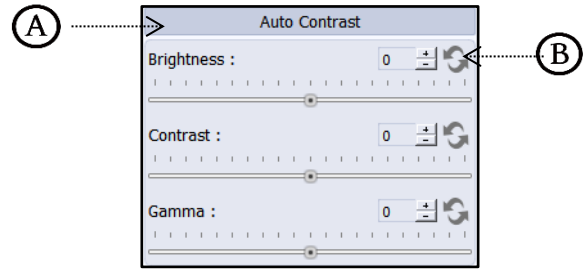 A
Auto Contrast
Brightness :
0
+
-
B
Contrast :
0
+
-
Gamma :
0
+
-